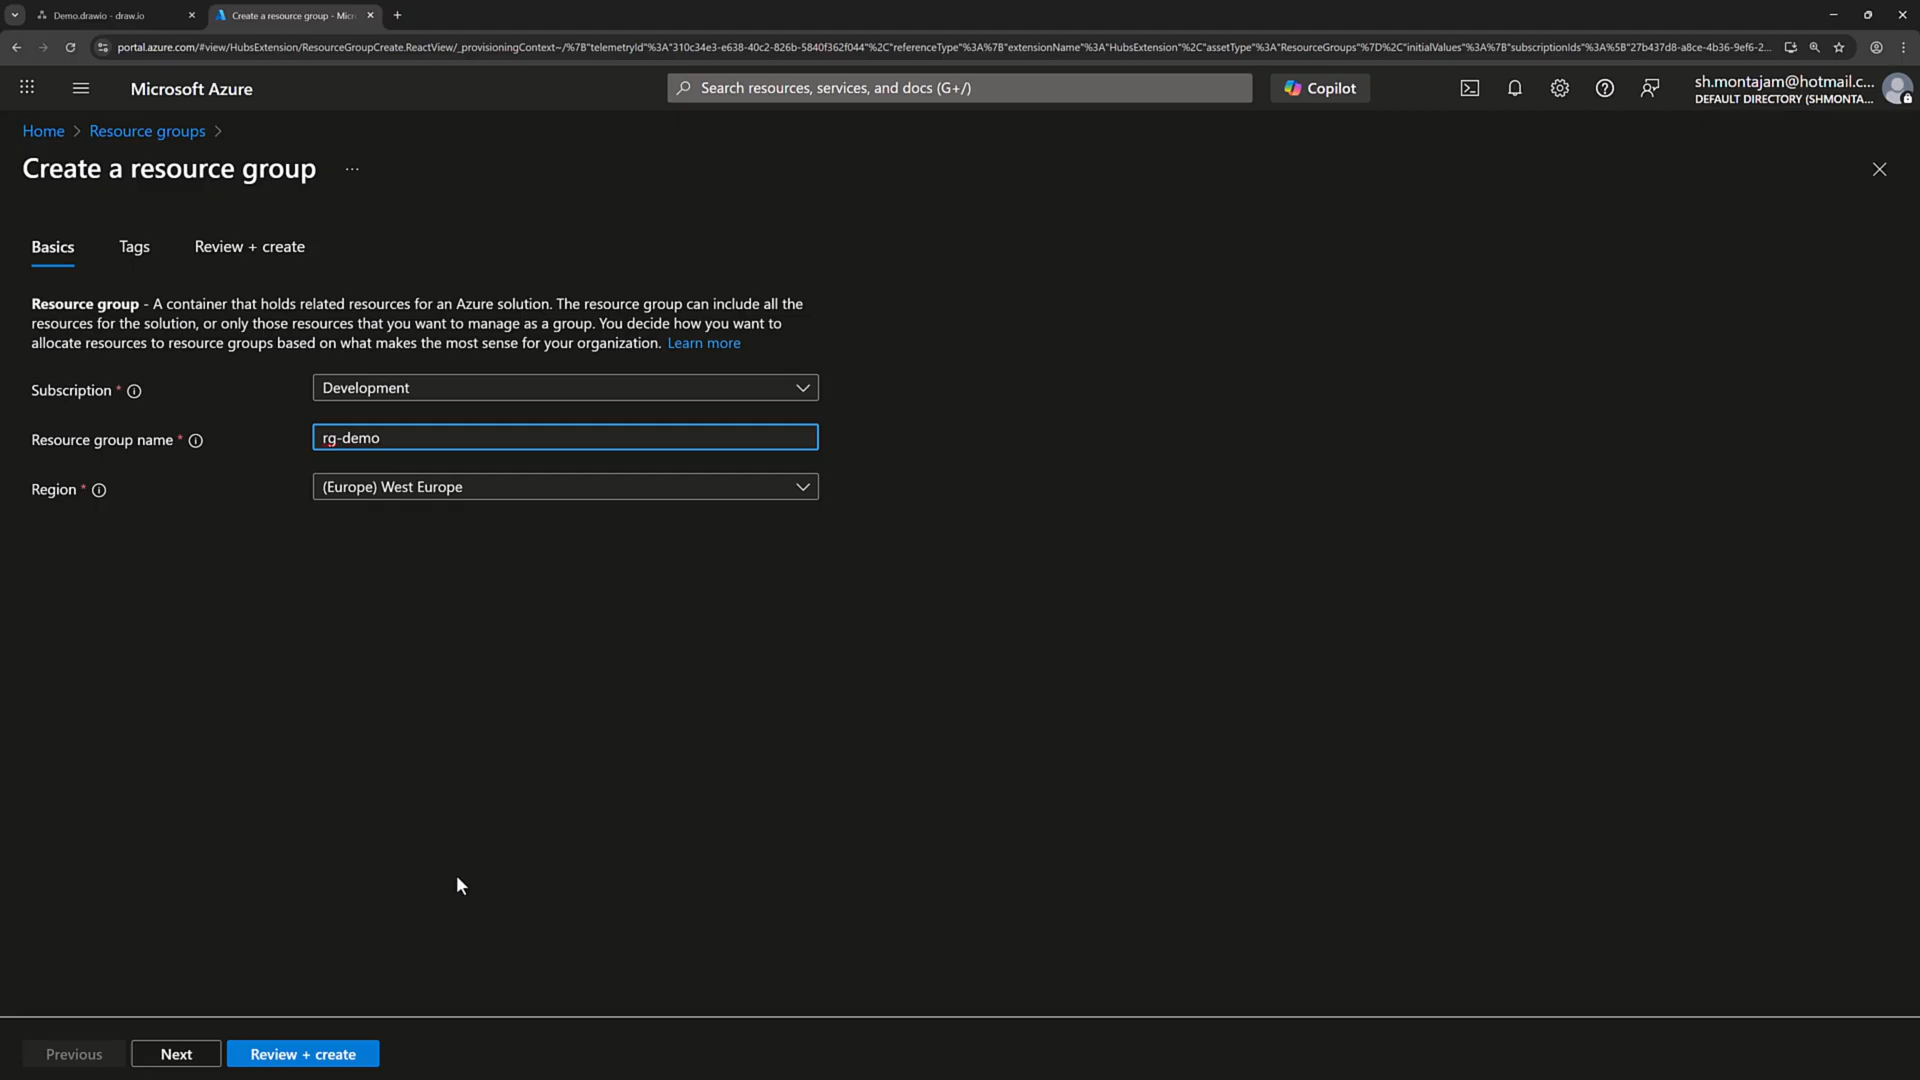 Demo.drawio - draw.io
Create a resource group - Micr
portal.azure.com/#view/HubsExtension/ResourceGroupCreate.ReactView/_provisioningContext~/%7B"telemetryId"%3A"310c34e3-e638-40c2-826b-5840f362f044"%2C"referenceType"%3A%7B"extensionName"%3A"HubsExtension"%2C"assetType"%3A"ResourceGroups"%7D%2C"initialValues"%3A%7B"subscriptionIds"%3A%5B"27b437d8-a8ce-4b36-9ef6-2...
Microsoft Azure
Search resources, services, and docs (G+/)
Copilot
sh.montajam@hotmail.c...
DEFAULT DIRECTORY (SHMONTA...
Home > Resource groups >
Create a resource group ...
Basics
Tags
Review + create
Resource group - A container that holds related resources for an Azure solution. The resource group can include all the
resources for the solution, or only those resources that you want to manage as a group. You decide how you want to
allocate resources to resource groups based on what makes the most sense for your organization. Learn more
Subscription *
Development
Resource group name *
rg-demo
Region *
(Europe) West Europe
Previous
Next
Review + create